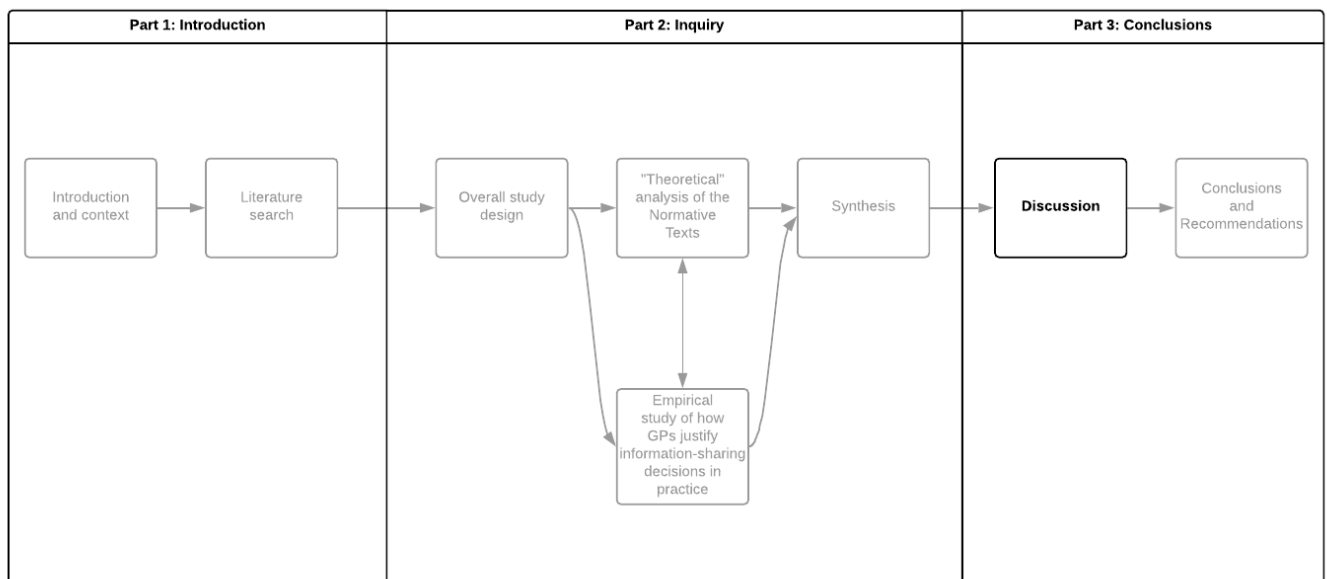 Part 1: Introduction
Part 2: Inquiry
Part 3: Conclusions
Introduction
and context
Literature
search
Overall study
design
"Theoretical"
analysis of the
Normative
Texts
Synthesis
Discussion
Conclusions
and
Recommendations
Empirical
study of how
GPs justify
information-sharing
decisions in
practice